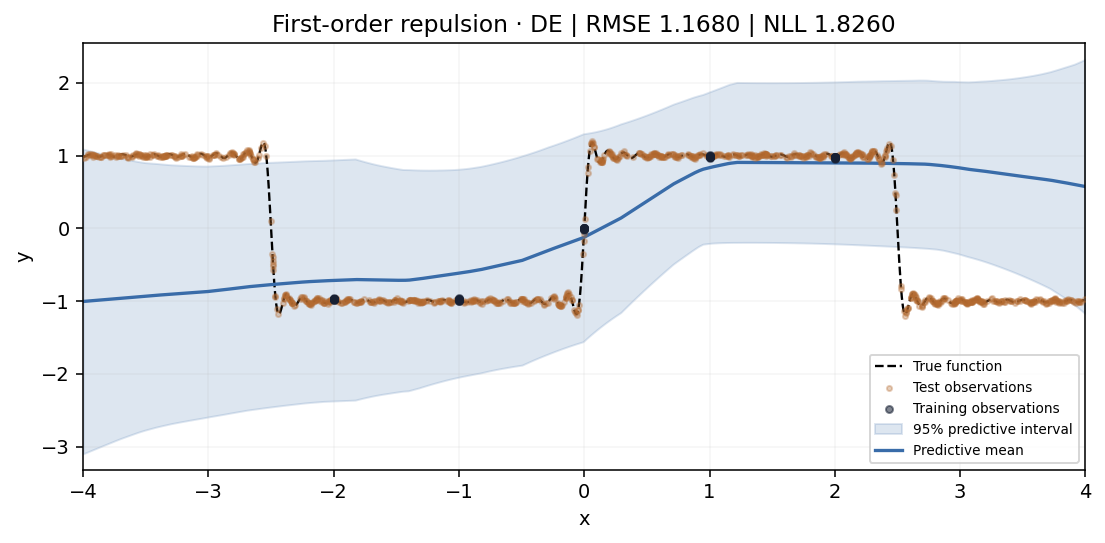 First-order repulsion · DE | RMSE 1.1680 | NLL 1.8260
2
1
0
−1
−2
−3
y
−4
−3
−2
−1
0
1
2
3
4
x
True function
Test observations
Training observations
95% predictive interval
Predictive mean